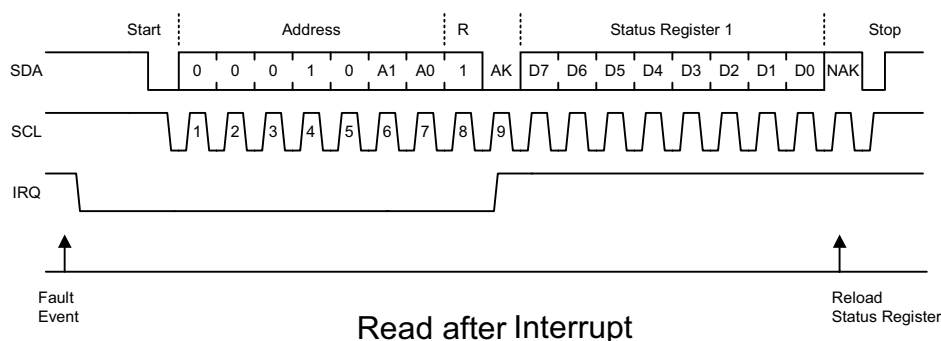 Start Address R Status Register 1 Stop
SDA 0 0 0 1 0 A1 A0 1 AK D7 D6 D5 D4 D3 D2 D1 D0 NAK
SCL 1 2 3 4 5 6 7 8 9
IRQ
Fault
Event
Reload
Status Register
Read after Interrupt